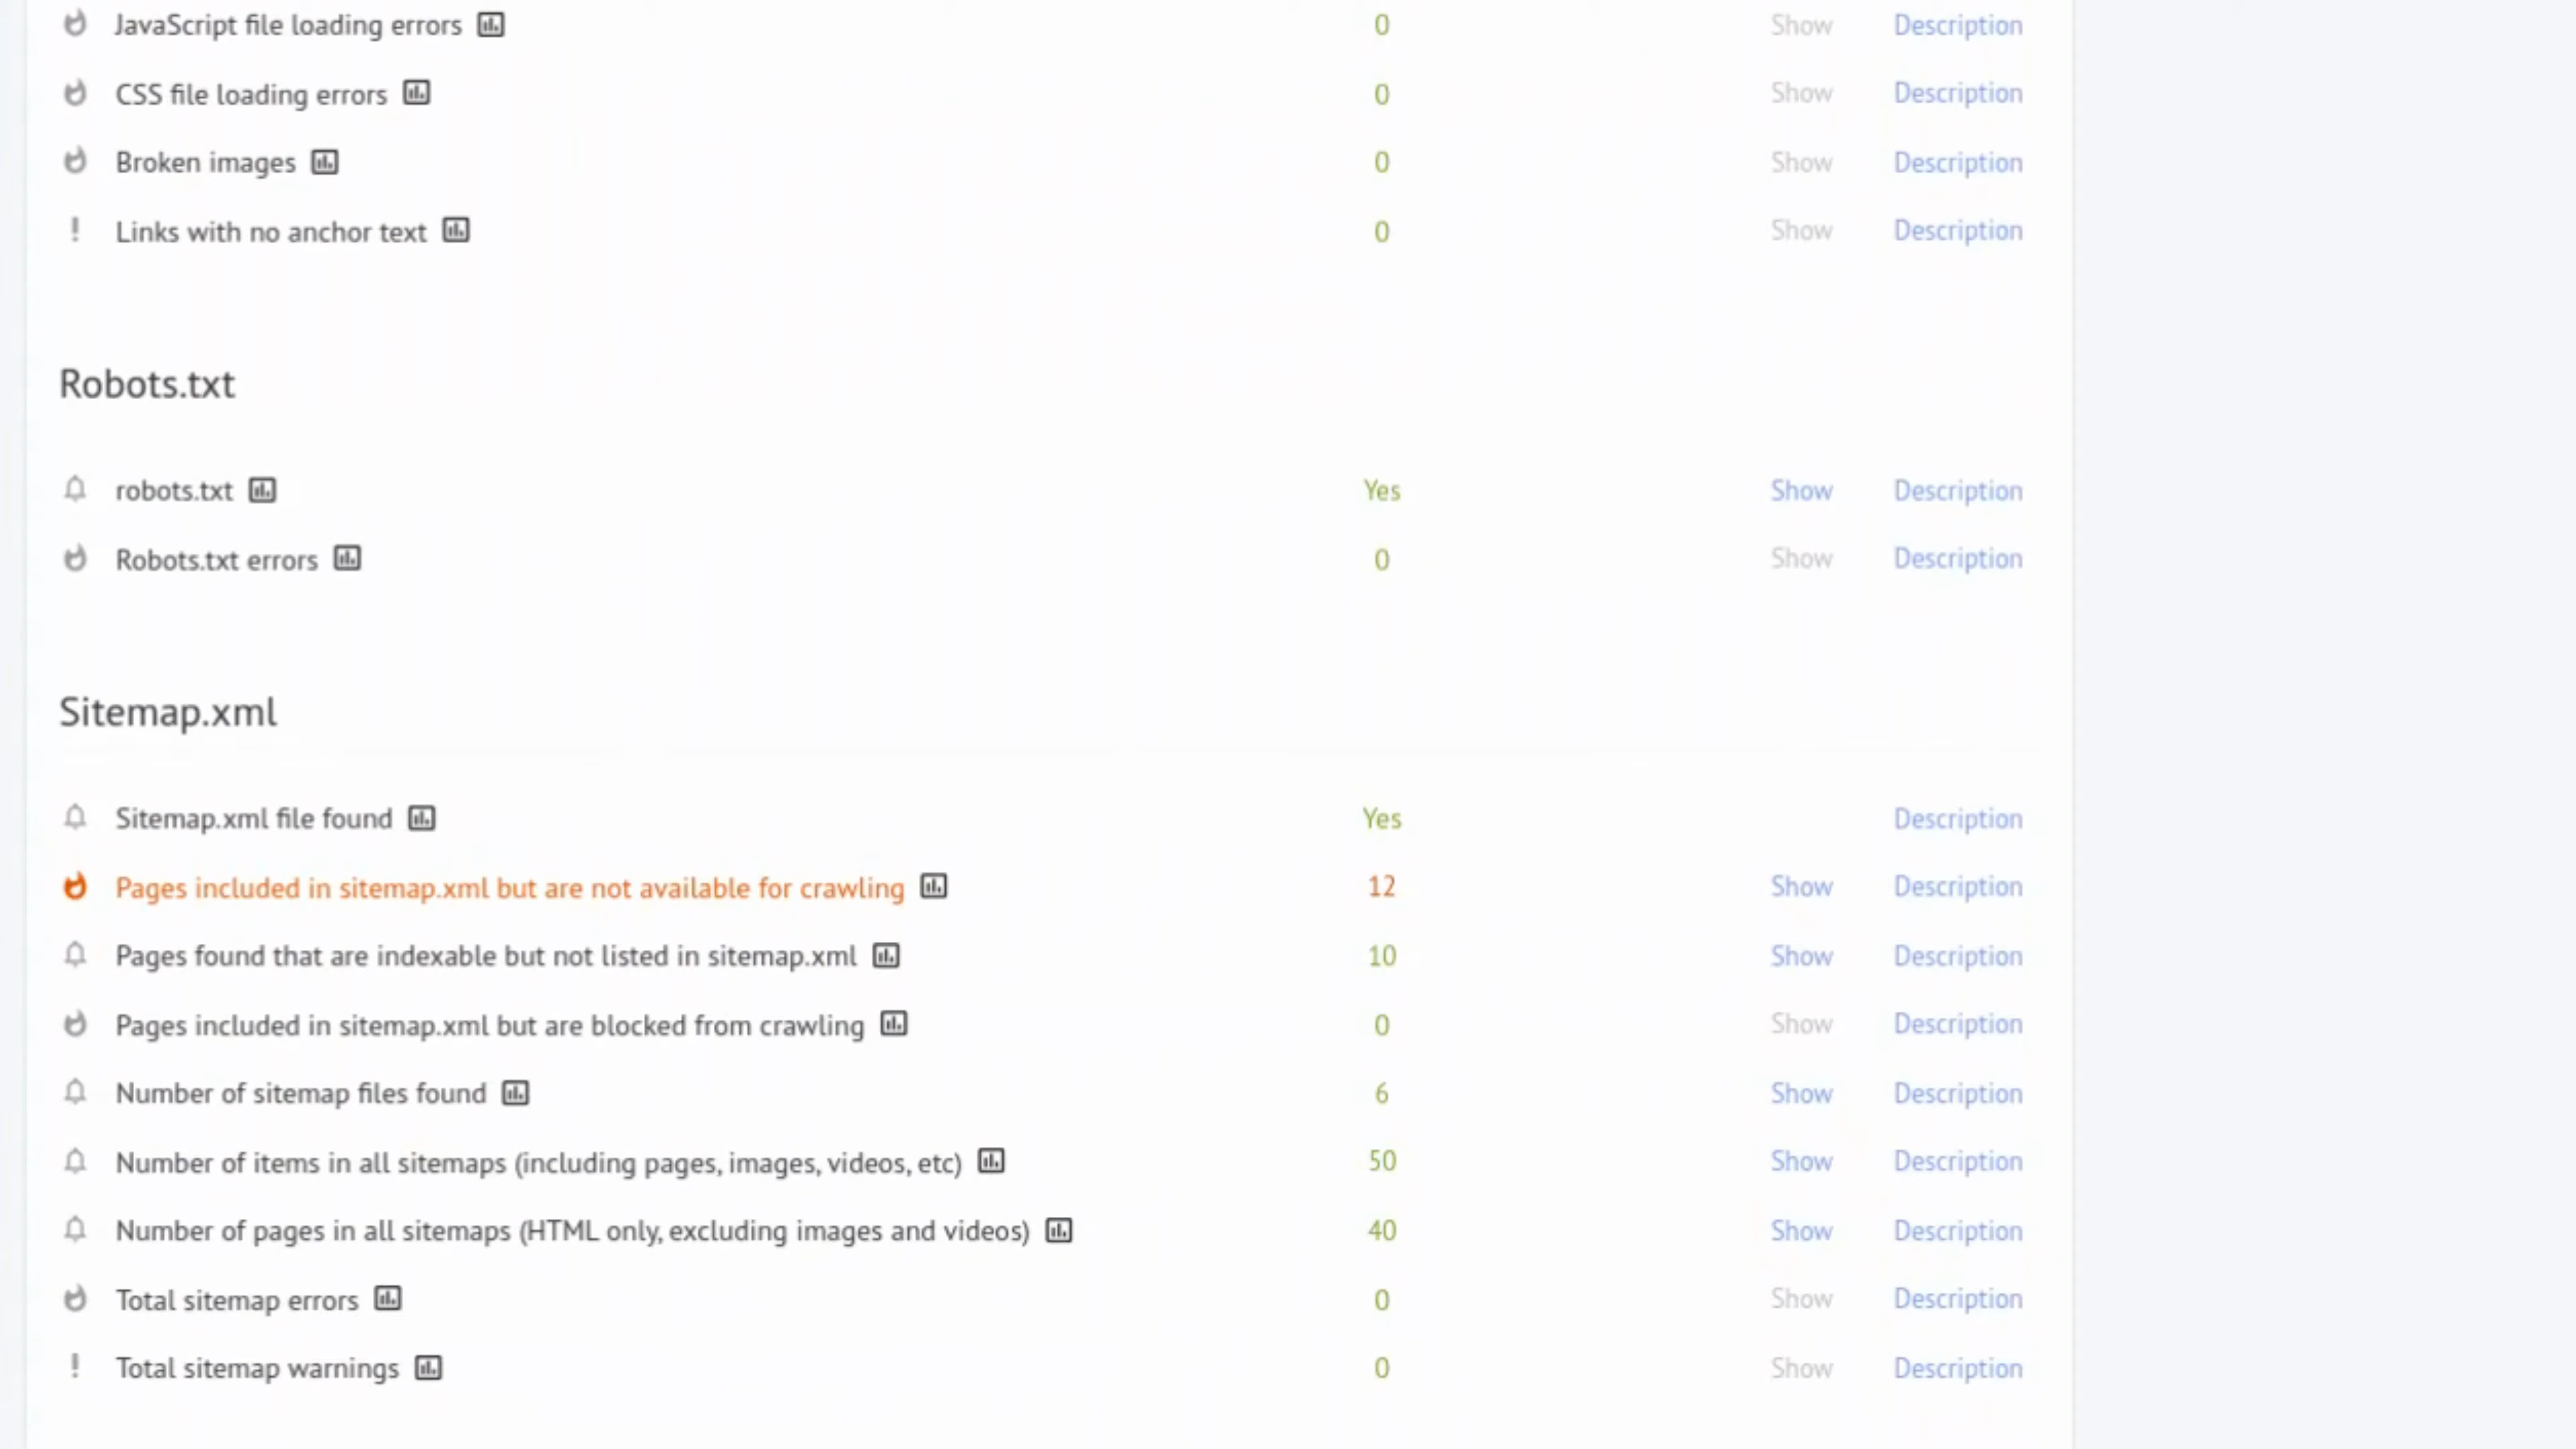 JavaScript file loading errors 0 Show Description
CSS file loading errors 0 Show Description
Broken images 0 Show Description
Links with no anchor text 0 Show Description
Robots.txt
robots.txt Yes Show Description
Robots.txt errors 0 Show Description
Sitemap.xml
Sitemap.xml file found Yes Description
Pages included in sitemap.xml but are not available for crawling 12 Show Description
Pages found that are indexable but not listed in sitemap.xml 10 Show Description
Pages included in sitemap.xml but are blocked from crawling 0 Show Description
Number of sitemap files found 6 Show Description
Number of items in all sitemaps (including pages, images, videos, etc) 50 Show Description
Number of pages in all sitemaps (HTML only, excluding images and videos) 40 Show Description
Total sitemap errors 0 Show Description
Total sitemap warnings 0 Show Description